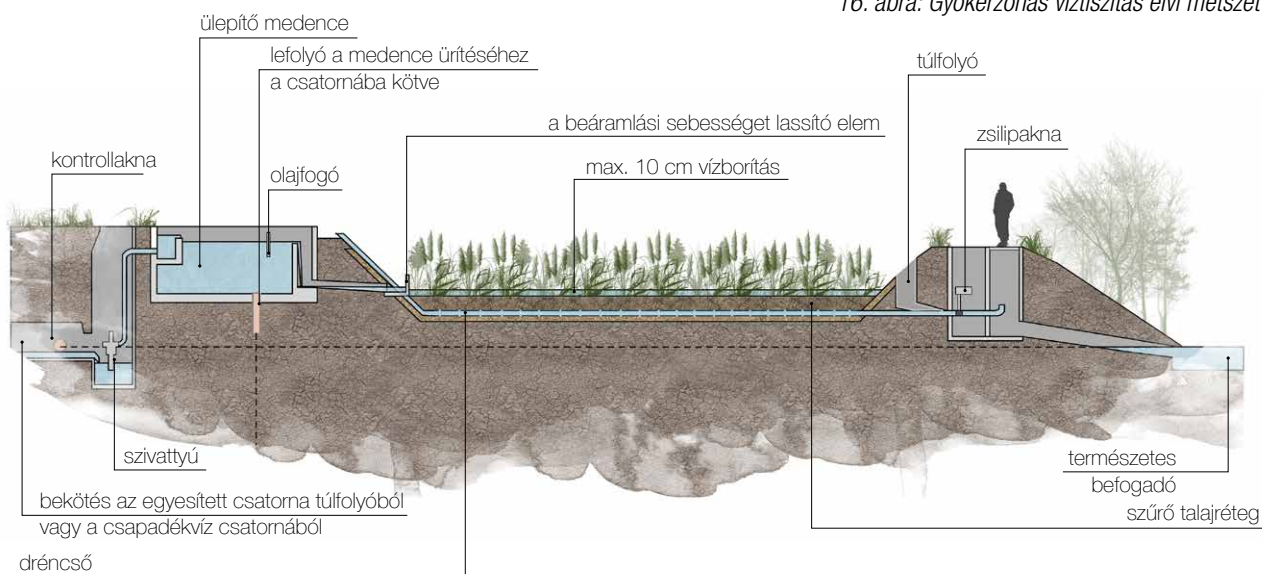 16. ábra: Gyökérzónás víztisztítás elvi metszet
ülepítő medence
lefolyó a medence ürítéséhez
a csatornába kötve
túlfolyó
a beáramlási sebességet lassító elem
zsilipakna
kontrollakna
olajfogó
max. 10 cm vízborítás
szivattyú
természetes
befogadó
bekötés az egyesített csatorna túlfolyóból
vagy a csapadékvíz csatornából
szűrő talajréteg
dréncső